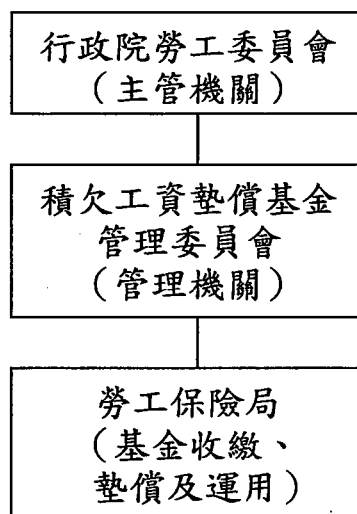 行政院勞工委員會
（主管機關）
積欠工資墊償基金
管理委員會
（管理機關）
勞工保險局
（基金收繳、
墊償及運用）